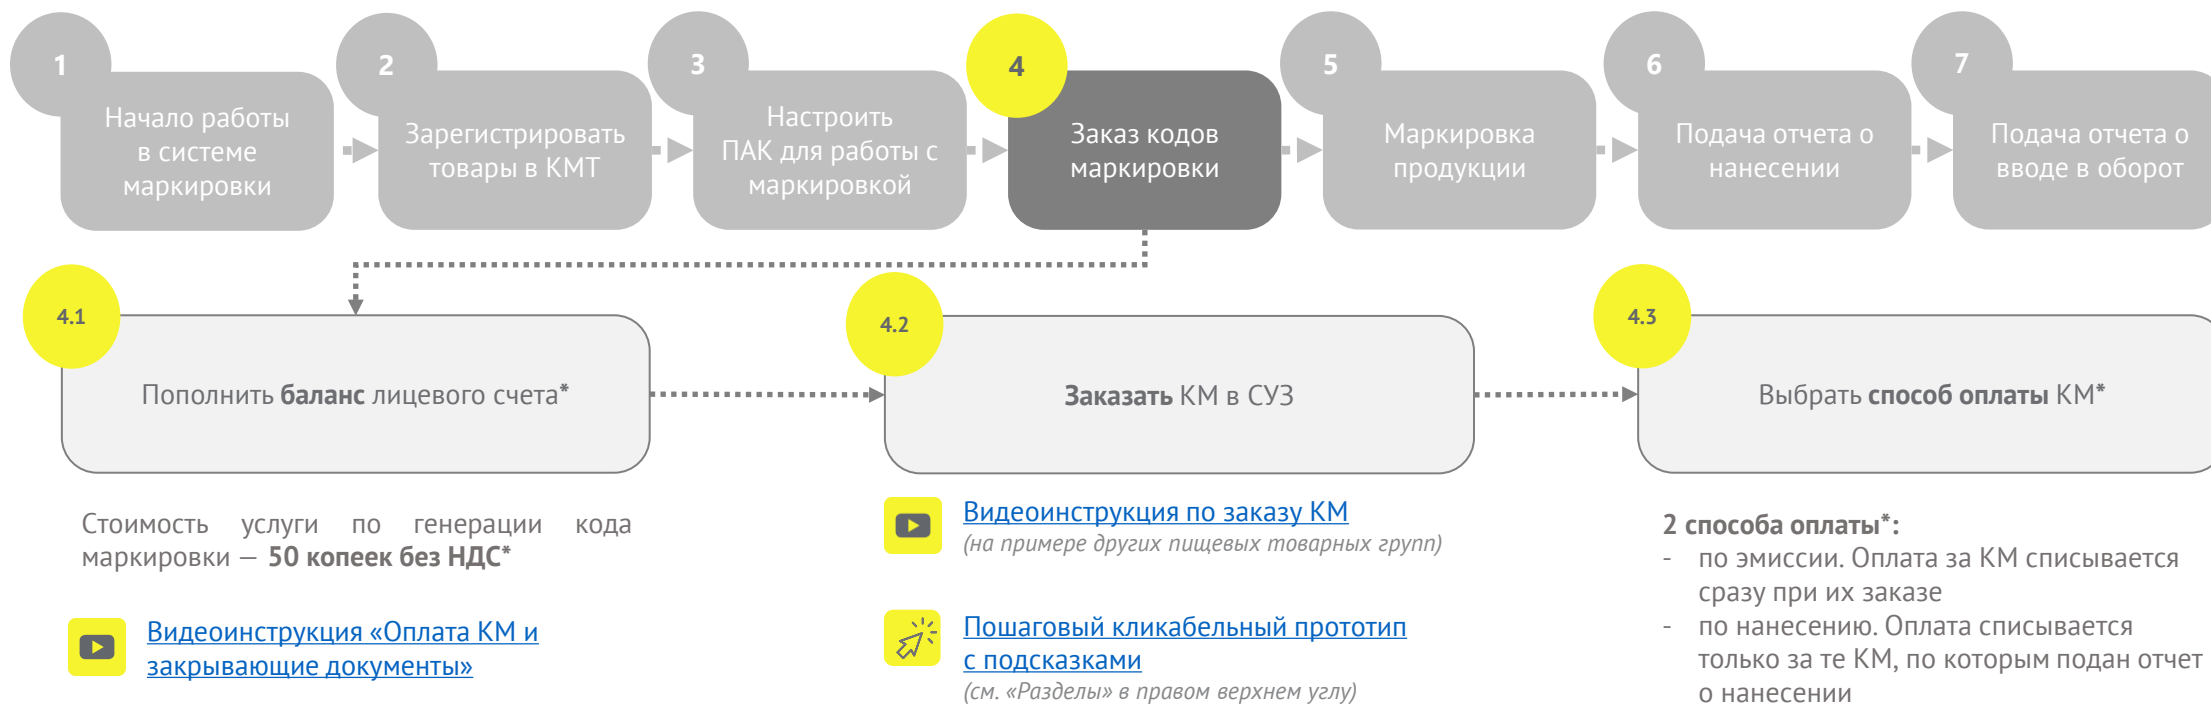 1
Начало работы
в системе
маркировки
2
Зарегистрировать
товары в КМТ
3
Настроить
ПАК для работы с
маркировкой
4
Заказ кодов
маркировки
5
Маркировка
продукции
6
Подача отчета о
нанесении
7
Подача отчета о
вводе в оборот
4.1
Пополнить баланс лицевого счета*
4.2
Заказать КМ в СУЗ
4.3
Выбрать способ оплаты КМ*
Стоимость услуги по генерации кода
маркировки — 50 копеек без НДС*
Видеоинструкция «Оплата КМ и
закрывающие документы»
Видеоинструкция по заказу КМ
(на примере других пищевых товарных групп)
Пошаговый кликабельный прототип
с подсказками
(см. «Разделы» в правом верхнем углу)
2 способа оплаты*:
- по эмиссии. Оплата за КМ списывается
сразу при их заказе
- по нанесению. Оплата списывается
только за те КМ, по которым подан отчет
о нанесении